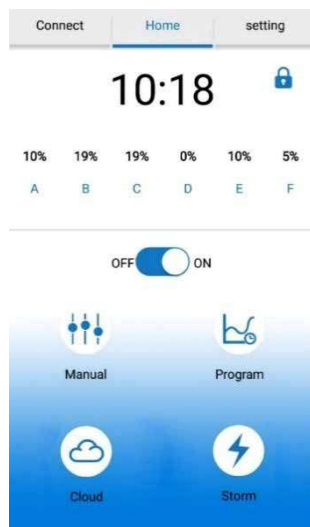 Connect Home setting
10:18
10% 19% 19% 0% 10% 5%
A B C D E F
OFF ON
Manual Program
Cloud Storm